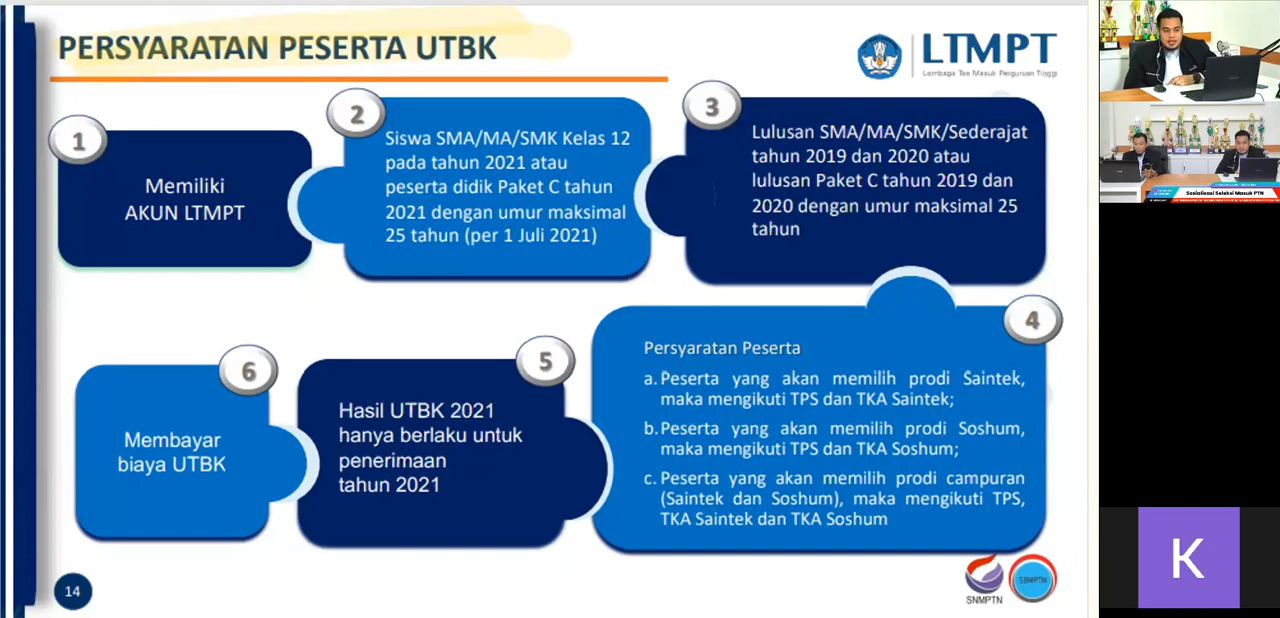 PERSYARATAN PESERTA UTBK
LTMPT
Lembaga Tes Masuk Perguruan Tinggi
1
Memiliki
AKUN LTMPT
2
Siswa SMA/MA/SMK Kelas 12
pada tahun 2021 atau
peserta didik Paket C tahun
2021 dengan umur maksimal
25 tahun (per 1 Juli 2021)
3
Lulusan SMA/MA/SMK/Sederajat
tahun 2019 dan 2020 atau
lulusan Paket C tahun 2019 dan
2020 dengan umur maksimal 25
tahun
4
Persyaratan Peserta
a. Peserta yang akan memilih prodi Saintek,
maka mengikuti TPS dan TKA Saintek;
b. Peserta yang akan memilih prodi Soshum,
maka mengikuti TPS dan TKA Soshum;
c. Peserta yang akan memilih prodi campuran
(Saintek dan Soshum), maka mengikuti TPS,
TKA Saintek dan TKA Soshum
5
Hasil UTBK 2021
hanya berlaku untuk
penerimaan
tahun 2021
6
Membayar
biaya UTBK
14
SNMPTN
SBMPTN
Sosialisasi Seleksi Masuk PTN
K